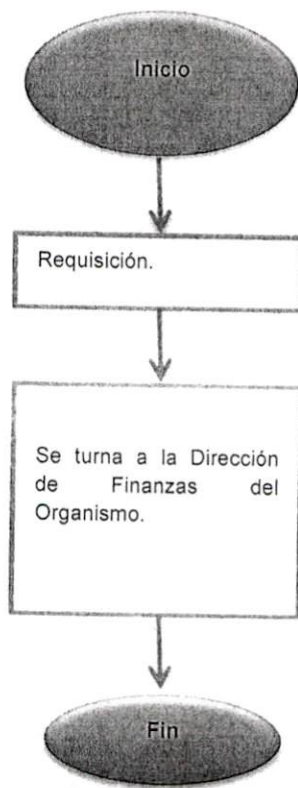 Inicio
Requisición.
Se turna a la Dirección
de Finanzas del
Organismo.
Fin